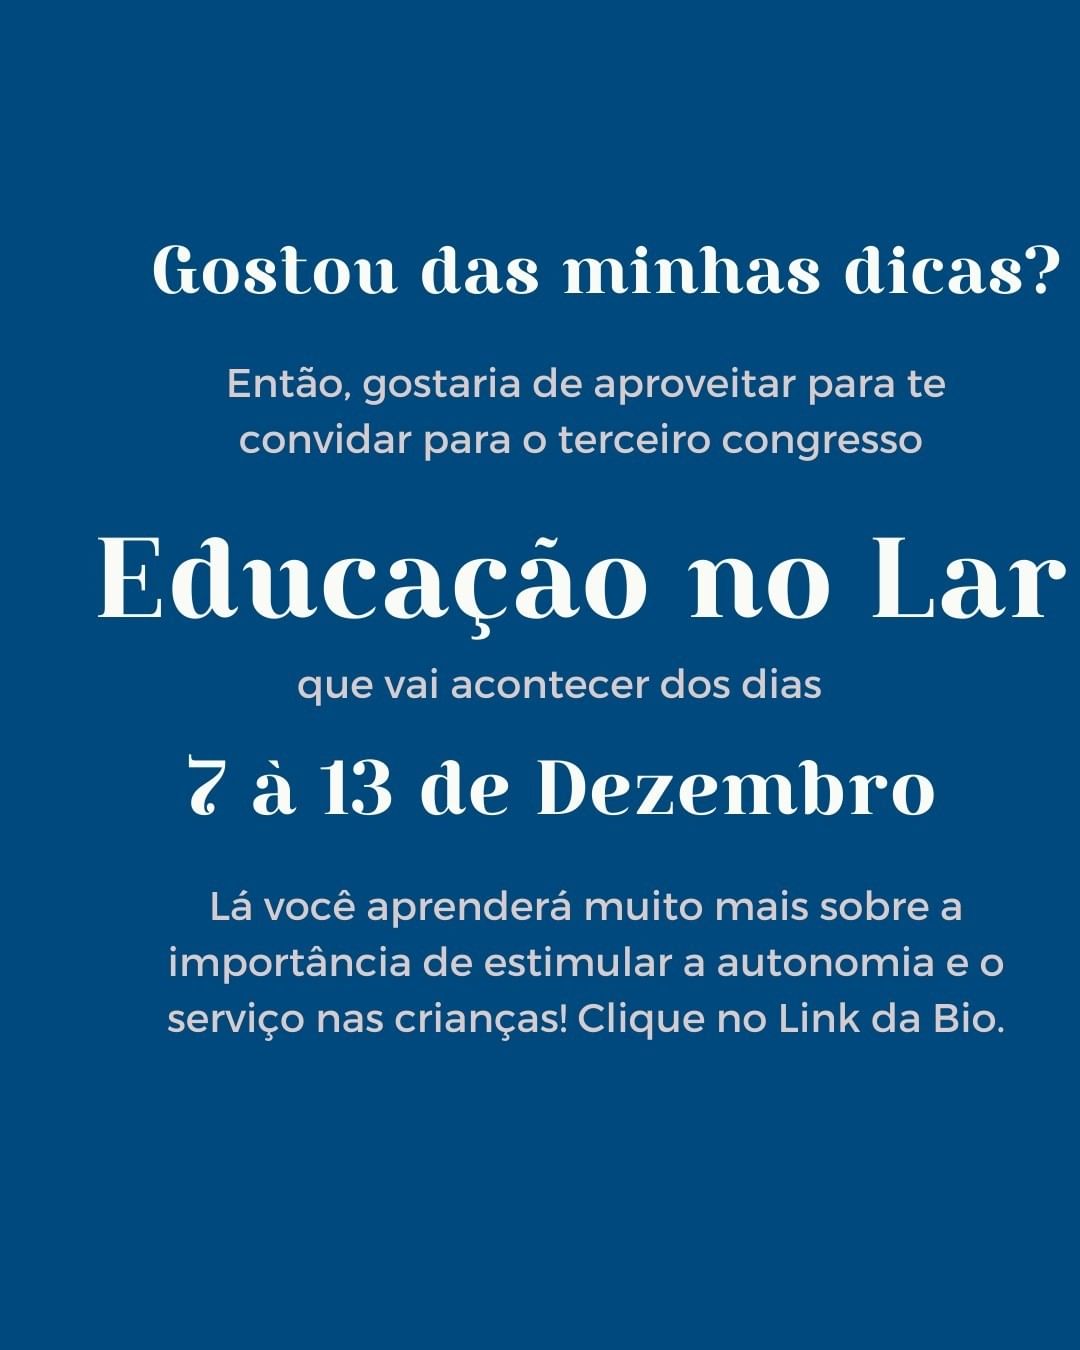 Gostou das minhas dicas?
Então, gostaria de aproveitar para te
convidar para o terceiro congresso
Educação no Lar
que vai acontecer dos dias
7 à 13 de Dezembro
Lá você aprenderá muito mais sobre a
importância de estimular a autonomia e o
serviço nas crianças! Clique no Link da Bio.